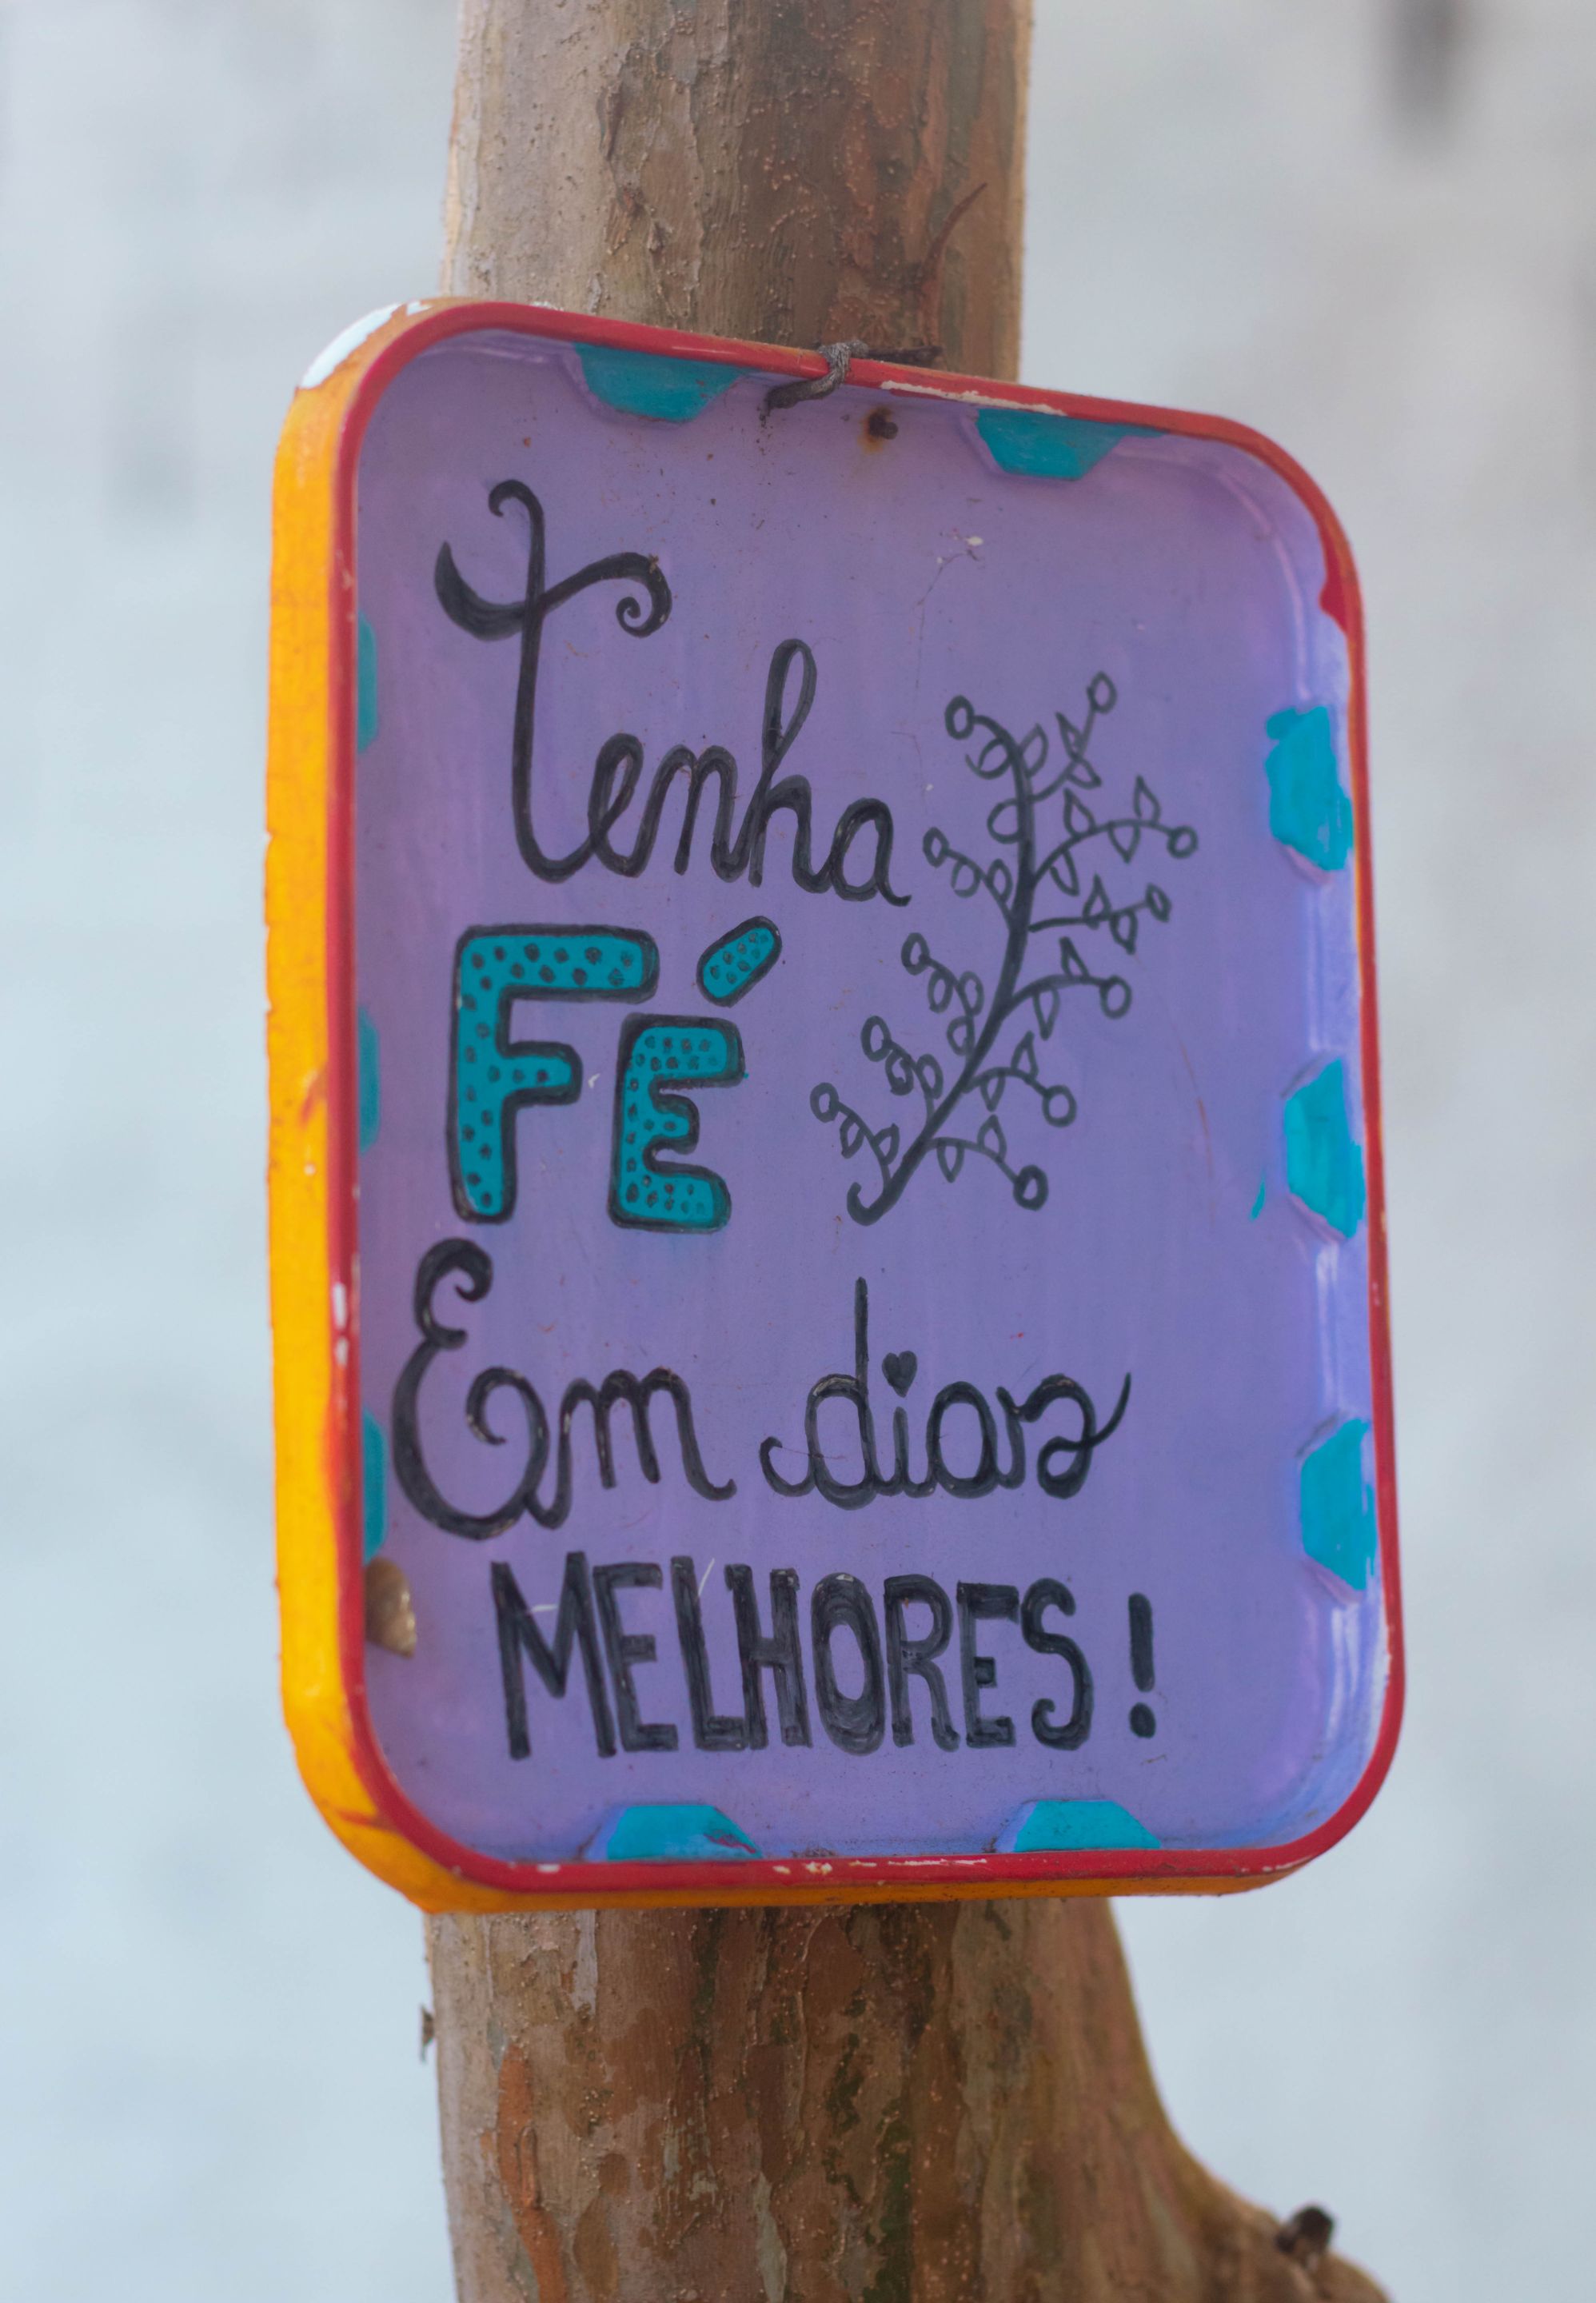 Tenha
FÉ
Em dias
MELHORES!